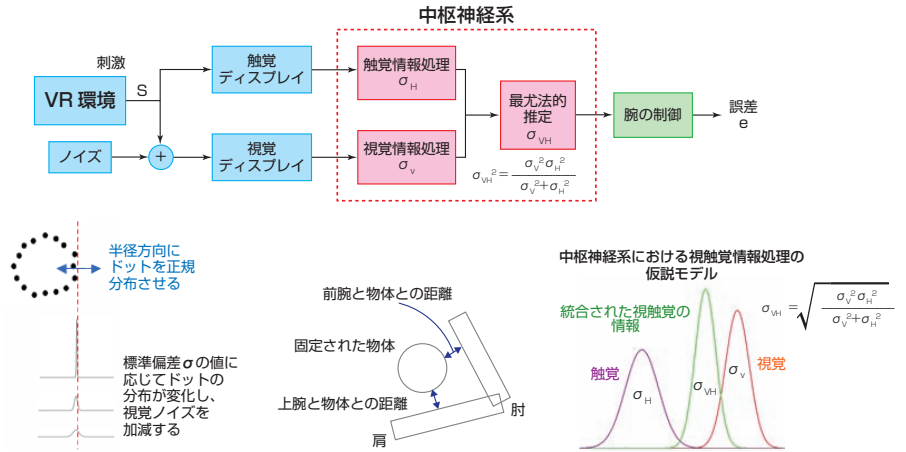 中枢神経系
刺激
VR 環境
S
ノイズ
+
触覚
ディスプレイ
視覚
ディスプレイ
触覚情報処理
σH
視覚情報処理
σv
最尤法的
推定
σVH
σVH²=σV²σH²/σV²+σH²
腕の制御
誤差
e
半径方向に
ドットを正規
分布させる
標準偏差σの値に
応じてドットの
分布が変化し、
視覚ノイズを
加減する
前腕と物体との距離
固定された物体
上腕と物体との距離
肘
肩
中枢神経系における視触覚情報処理の
仮説モデル
統合された視触覚の
情報
触覚
視覚
σH
σVH
σv
σVH =√σV²σH²/σV²+σH²